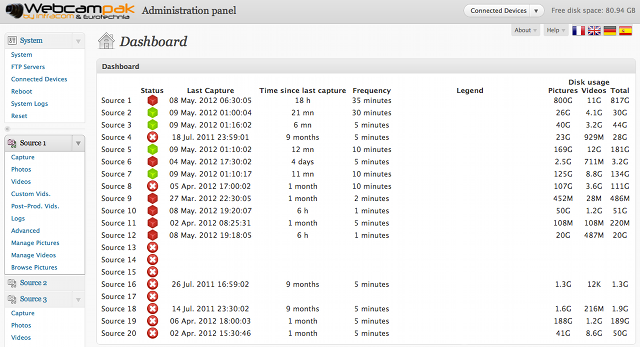 Webcampak
by infracom & Eurotechnia
Administration panel
Connected Devices
Free disk space: 80.94 GB
About
Help
System
System
FTP Servers
Connected Devices
Reboot
System Logs
Reset
Source 1
Capture
Photos
Videos
Custom Vids.
Post-Prod. Vids.
Logs
Advanced
Manage Pictures
Manage Videos
Browse Pictures
Source 2
Source 3
Capture
Photos
Videos
Dashboard
Dashboard
Disk usage
Status Last Capture Time since last capture Frequency Legend Pictures Videos Total
Source 1 08 May. 2012 06:30:05 18 h 35 minutes 800G 11G 817G
Source 2 09 May. 2012 01:00:04 21 mn 30 minutes 26G 4.1G 30G
Source 3 09 May. 2012 01:16:02 6 mn 5 minutes 40G 3.2G 44G
Source 4 18 Jul. 2011 23:59:01 9 months 5 minutes 23G 929M 28G
Source 5 09 May. 2012 01:10:02 12 mn 10 minutes 169G 12G 181G
Source 6 04 May. 2012 17:30:02 4 days 5 minutes 2.5G 711M 3.2G
Source 7 09 May. 2012 01:10:17 11 mn 10 minutes 125G 8.8G 134G
Source 8 05 Apr. 2012 17:00:02 1 month 10 minutes 107G 3.6G 111G
Source 9 27 Mar. 2012 22:30:05 1 month 2 minutes 452M 28M 486M
Source 10 08 May. 2012 19:20:07 6 h 1 minutes 50G 1.2G 51G
Source 11 02 Apr. 2012 08:25:31 1 month 5 minutes 108M 108M 220M
Source 12 08 May. 2012 19:18:05 6 h 1 minutes 20G 487M 20G
Source 13
Source 14
Source 15
Source 16 26 Jul. 2011 16:59:02 9 months 5 minutes 1.3G 12K 1.3G
Source 17
Source 18 14 Jul. 2011 23:30:02 9 months 5 minutes 1.6G 216M 1.9G
Source 19 06 Apr. 2012 18:00:03 1 month 5 minutes 188G 1.2G 189G
Source 20 02 Apr. 2012 15:30:46 1 month 5 minutes 41G 8.6G 50G